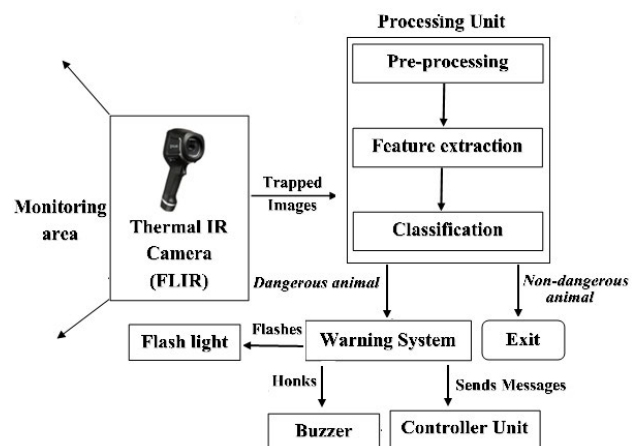 Processing Unit
Pre-processing
Feature extraction
Classification
Monitoring
area
Thermal IR
Camera
(FLIR)
Trapped
Images
Dangerous animal
Non-dangerous
animal
Flash light
Flashes
Warning System
Exit
Honks
Sends Messages
Buzzer
Controller Unit